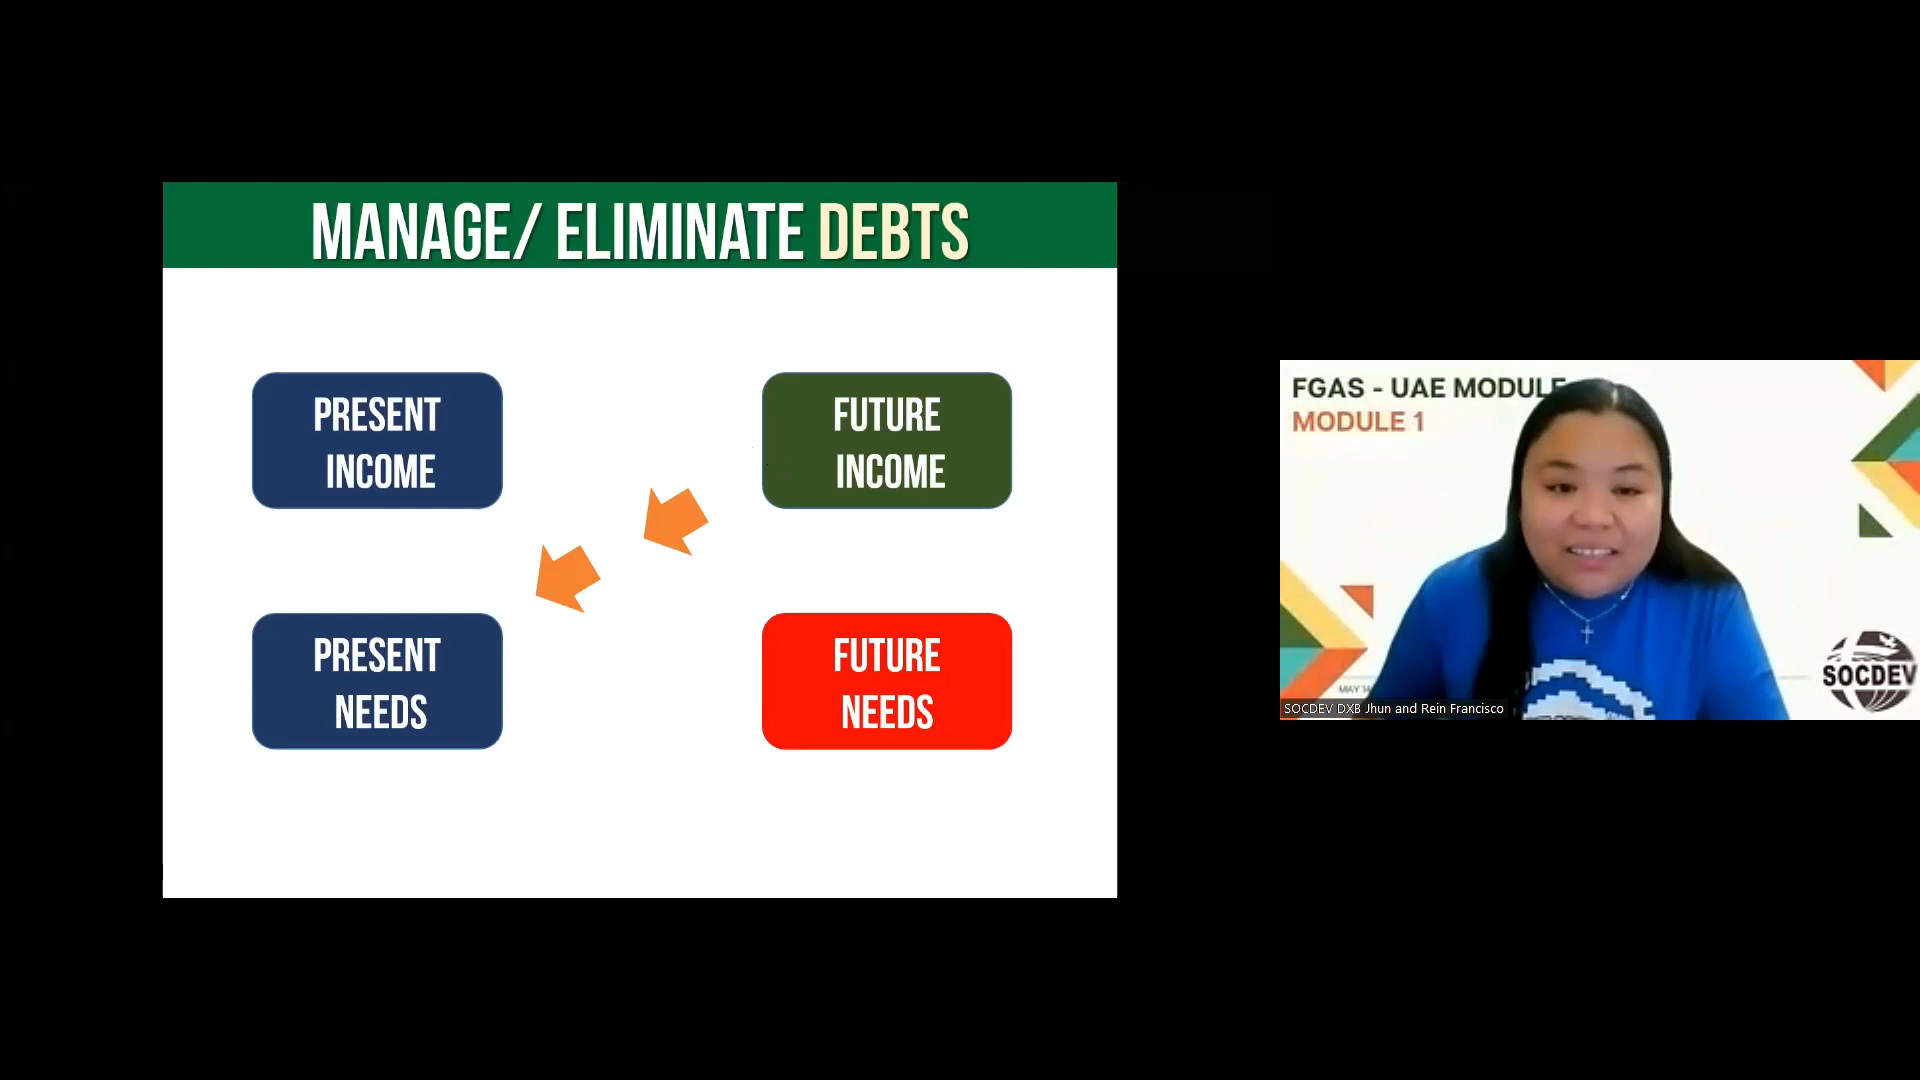 MANAGE/ ELIMINATE DEBTS
PRESENT
INCOME
FUTURE
INCOME
PRESENT
NEEDS
FUTURE
NEEDS
FGAS - UAE MODULE
MODULE 1
SOCDEV
MAY
SOCDEV DXB Jhun and Rein Francisco